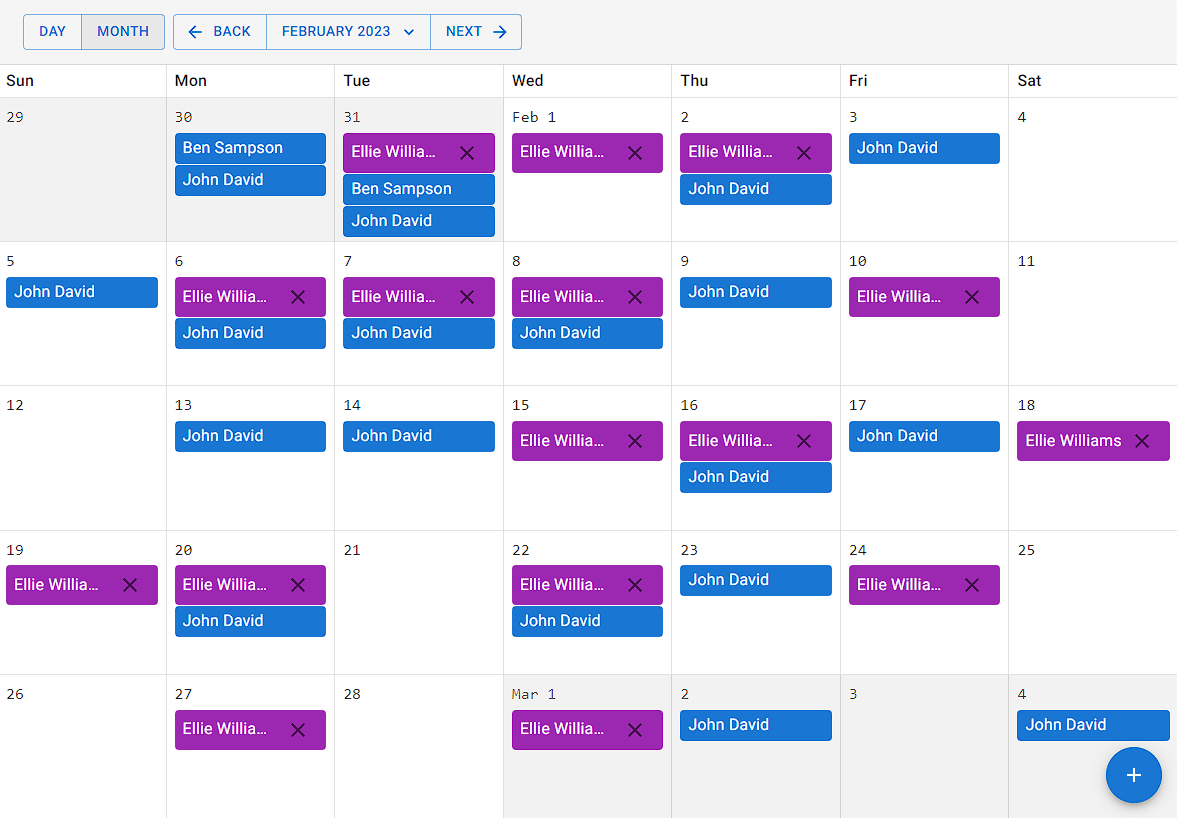 DAY MONTH BACK FEBRUARY 2023 NEXT
Sun Mon Tue Wed Thu Fri Sat
29 30 31 Feb 1 2 3 4
Ben Sampson Ellie Willia... Ellie Willia... Ellie Willia... John David
John David Ben Sampson John David
John David
5 6 7 8 9 10 11
John David Ellie Willia... Ellie Willia... Ellie Willia... John David Ellie Willia...
John David John David John David
12 13 14 15 16 17 18
John David John David Ellie Willia... Ellie Willia... John David Ellie Williams
John David
19 20 21 22 23 24 25
Ellie Willia... Ellie Willia... Ellie Willia... John David Ellie Willia...
John David John David
26 27 28 Mar 1 2 3 4
Ellie Willia... Ellie Willia... John David John David